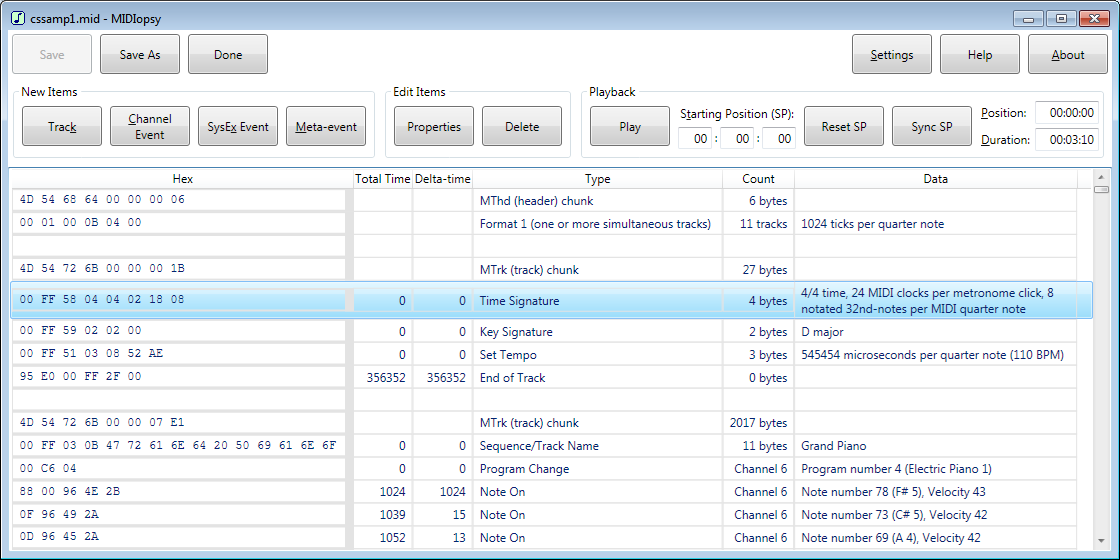 cssamp1.mid - MIDIopsy
Save Save As Done Settings Help About
New Items Edit Items Playback
Track Channel Event SysEx Event Meta-event Properties Delete Play Starting Position (SP): 00 : 00 : 00 Reset SP Sync SP Position: 00:00:00
Duration: 00:03:10
Hex Total Time Delta-time Type Count Data
4D 54 68 64 00 00 00 06 MThd (header) chunk 6 bytes
00 01 00 0B 04 00 Format 1 (one or more simultaneous tracks) 11 tracks 1024 ticks per quarter note
4D 54 72 6B 00 00 00 1B MTrk (track) chunk 27 bytes
00 FF 58 04 04 02 18 08 0 0 Time Signature 4 bytes 4/4 time, 24 MIDI clocks per metronome click, 8
notated 32nd-notes per MIDI quarter note
00 FF 59 02 02 00 0 0 Key Signature 2 bytes D major
00 FF 51 03 08 52 AE 0 0 Set Tempo 3 bytes 545454 microseconds per quarter note (110 BPM)
95 E0 00 FF 2F 00 356352 356352 End of Track 0 bytes
4D 54 72 6B 00 00 07 E1 MTrk (track) chunk 2017 bytes
00 FF 03 0B 47 72 61 6E 64 20 50 69 61 6E 6F 0 0 Sequence/Track Name 11 bytes Grand Piano
00 C6 04 0 0 Program Change Channel 6 Program number 4 (Electric Piano 1)
88 00 96 4E 2B 1024 1024 Note On Channel 6 Note number 78 (F# 5), Velocity 43
0F 96 49 2A 1039 15 Note On Channel 6 Note number 73 (C# 5), Velocity 42
0D 96 45 2A 1052 13 Note On Channel 6 Note number 69 (A 4), Velocity 42